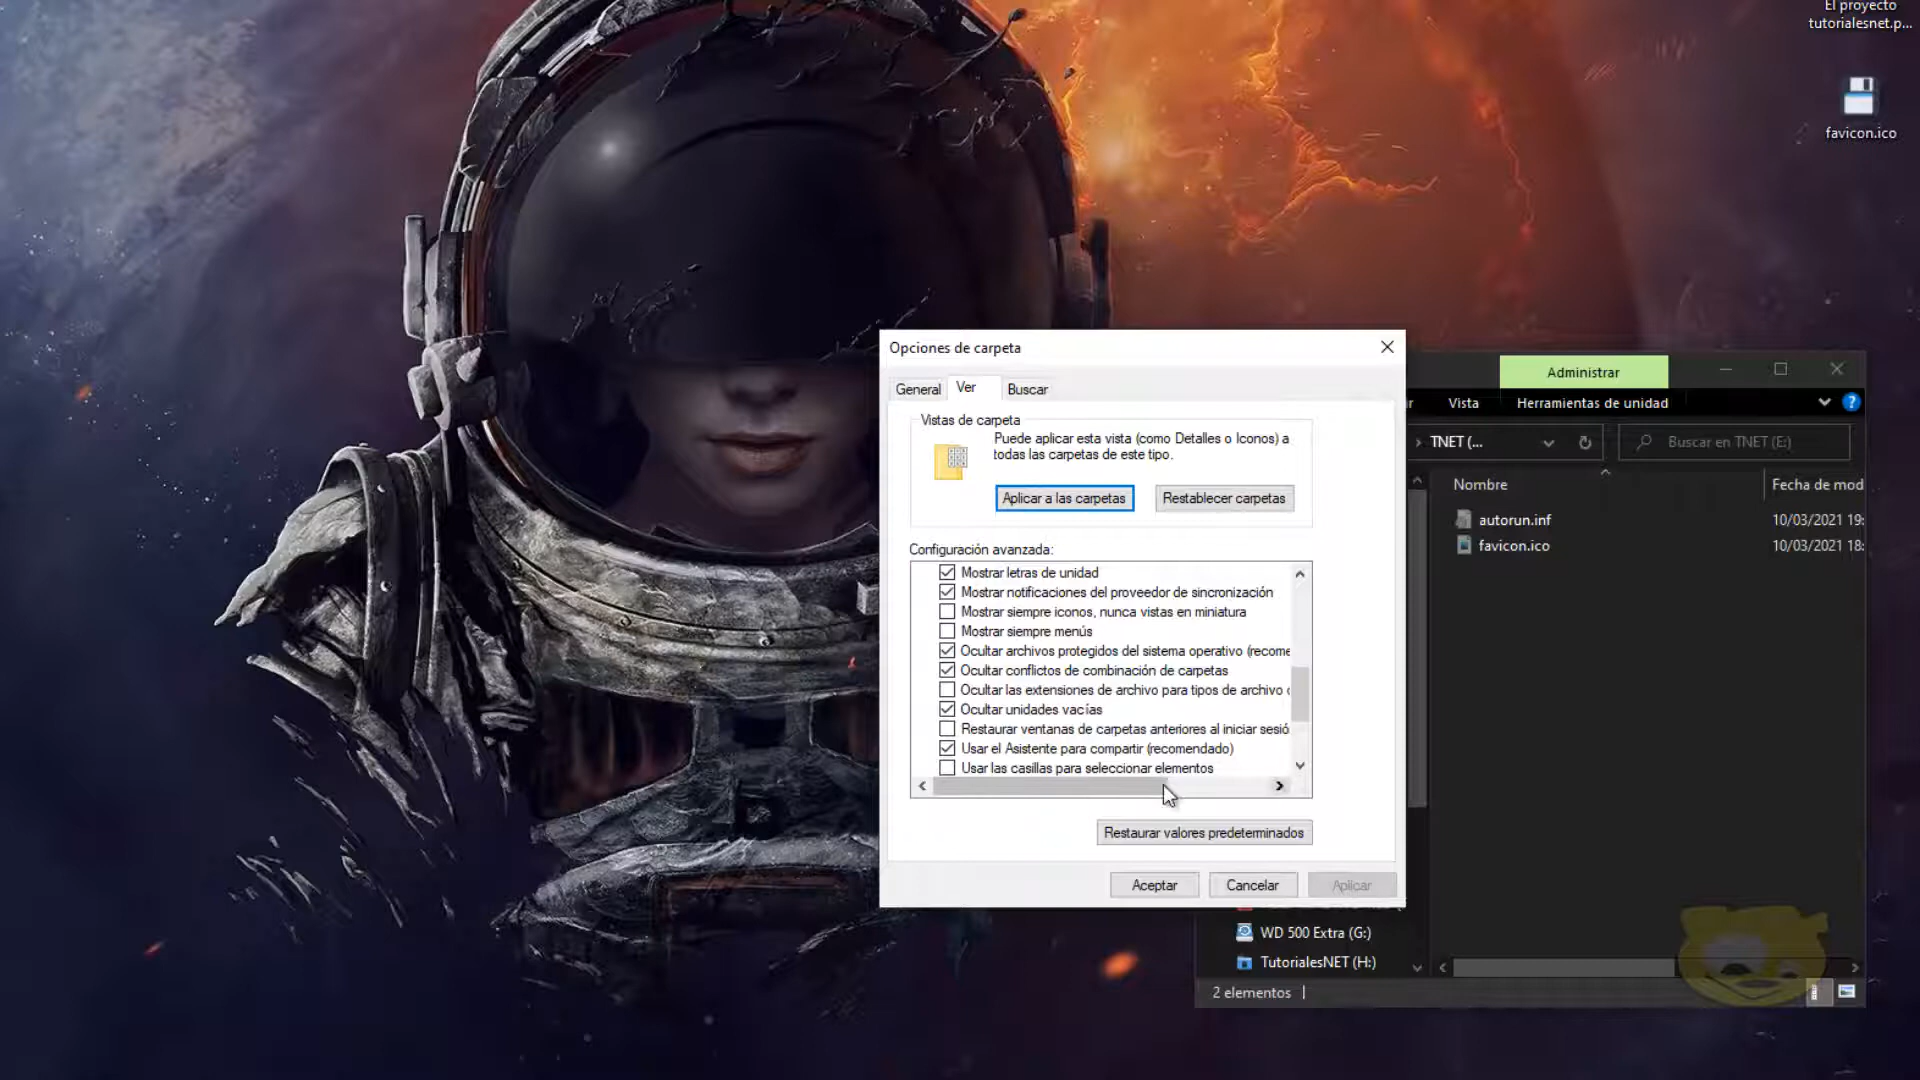 El proyecto
tutorialesnet.p...
favicon.ico
Opciones de carpeta
General
Ver
Buscar
Vistas de carpeta
Puede aplicar esta vista (como Detalles o Iconos) a
todas las carpetas de este tipo.
Aplicar a las carpetas
Restablecer carpetas
Configuración avanzada:
Mostrar letras de unidad
Mostrar notificaciones del proveedor de sincronización
Mostrar siempre iconos, nunca vistas en miniatura
Mostrar siempre menús
Ocultar archivos protegidos del sistema operativo (recome
Ocultar conflictos de combinación de carpetas
Ocultar las extensiones de archivo para tipos de archivo
Ocultar unidades vacías
Restaurar ventanas de carpetas anteriores al iniciar sesió
Usar el Asistente para compartir (recomendado)
Usar las casillas para seleccionar elementos
Restaurar valores predeterminados
Aceptar
Cancelar
Aplicar
Administrar
Vista
Herramientas de unidad
TNET (...
Buscar en TNET (E:)
Nombre
Fecha de mod
autorun.inf
10/03/2021 19:
favicon.ico
10/03/2021 18:
WD 500 Extra (G:)
TutorialesNET (H:)
2 elementos